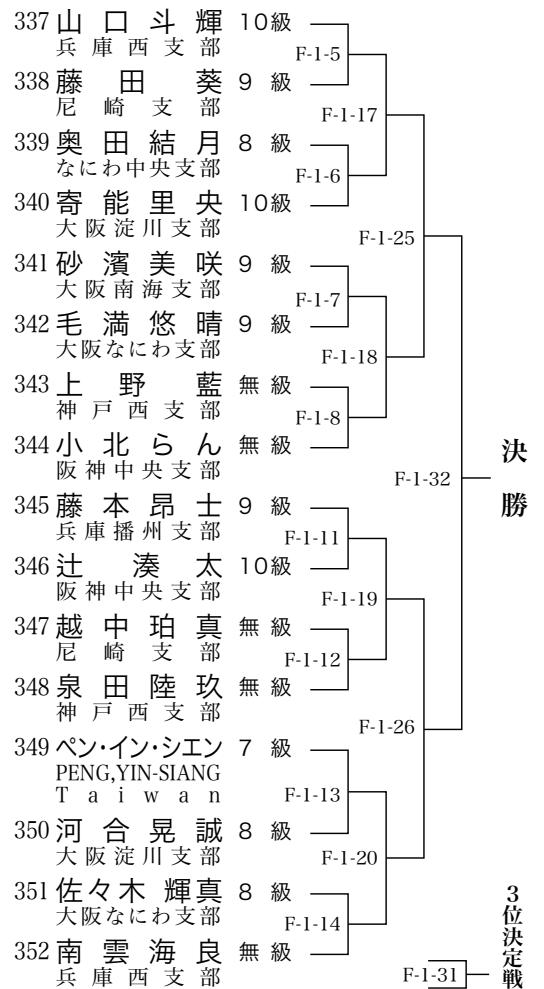 337 山口斗輝 10級
兵庫西支部
F-1-5
338 藤田 葵 9級
尼崎支部
F-1-17
339 奥田結月 8級
なにわ中央支部
F-1-6
340 寄能里央 10級
大阪淀川支部
F-1-25
341 砂濱美咲 9級
大阪南海支部
F-1-7
342 毛満悠晴 9級
大阪なにわ支部
F-1-18
343 上野 藍 無級
神戸西支部
F-1-8
344 小北らん 無級
阪神中央支部
F-1-32
決勝
345 藤本昂士 9級
兵庫播州支部
F-1-11
346 辻 湊太 10級
阪神中央支部
F-1-19
347 越中珀真 無級
尼崎支部
F-1-12
348 泉田陸玖 無級
神戸西支部
F-1-26
349 ペン・イン・シエン 7級
PENG,YIN-SIANG
Taiwan
F-1-13
350 河合晃誠 8級
大阪淀川支部
F-1-20
351 佐々木 輝真 8級
大阪なにわ支部
F-1-14
352 南雲海良 無級
兵庫西支部
F-1-31
3位決定戦